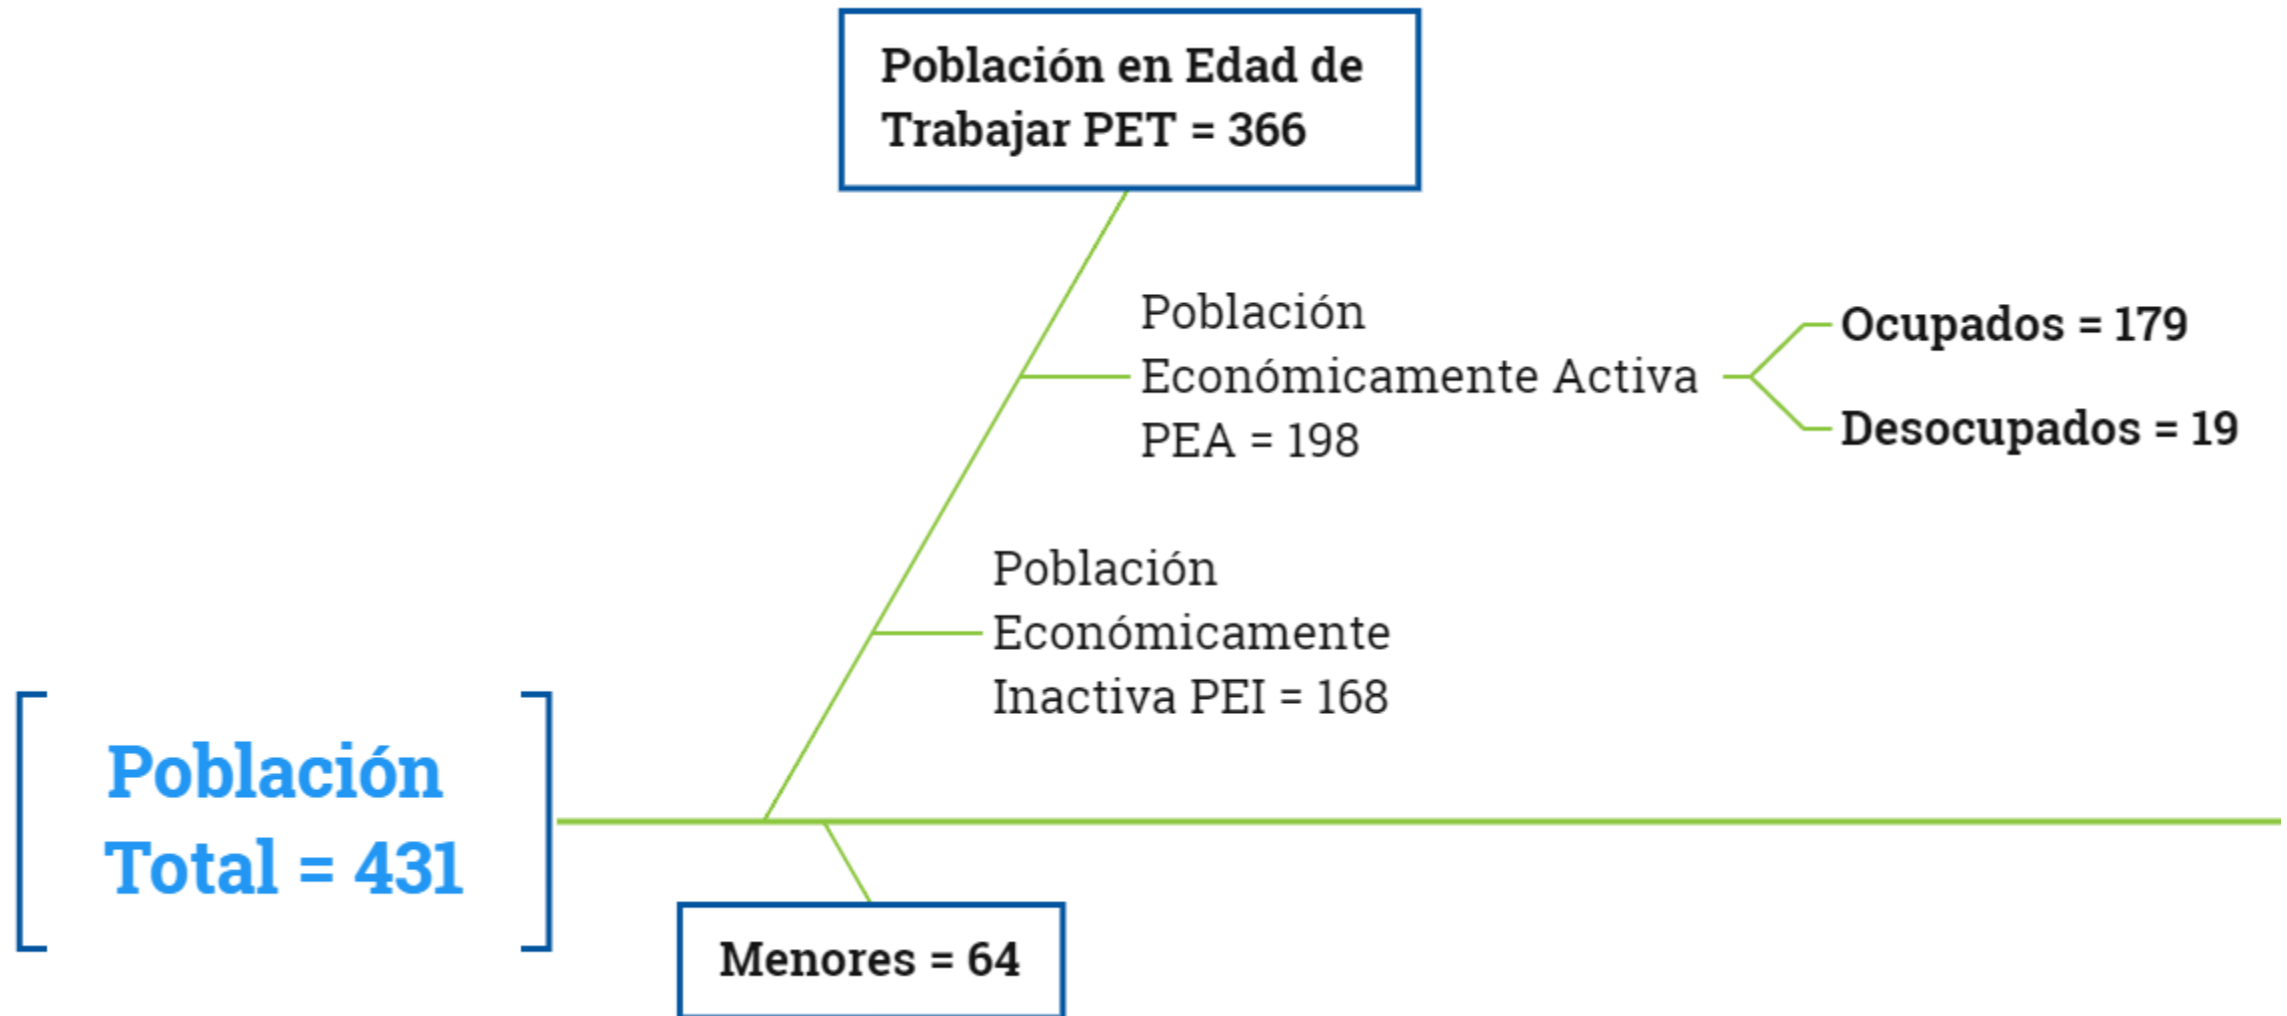 Población en Edad de
Trabajar PET = 366
Población
Económicamente Activa
PEA = 198
Ocupados = 179
Desocupados = 19
Población
Económicamente
Inactiva PEI = 168
Población
Total = 431
Menores = 64